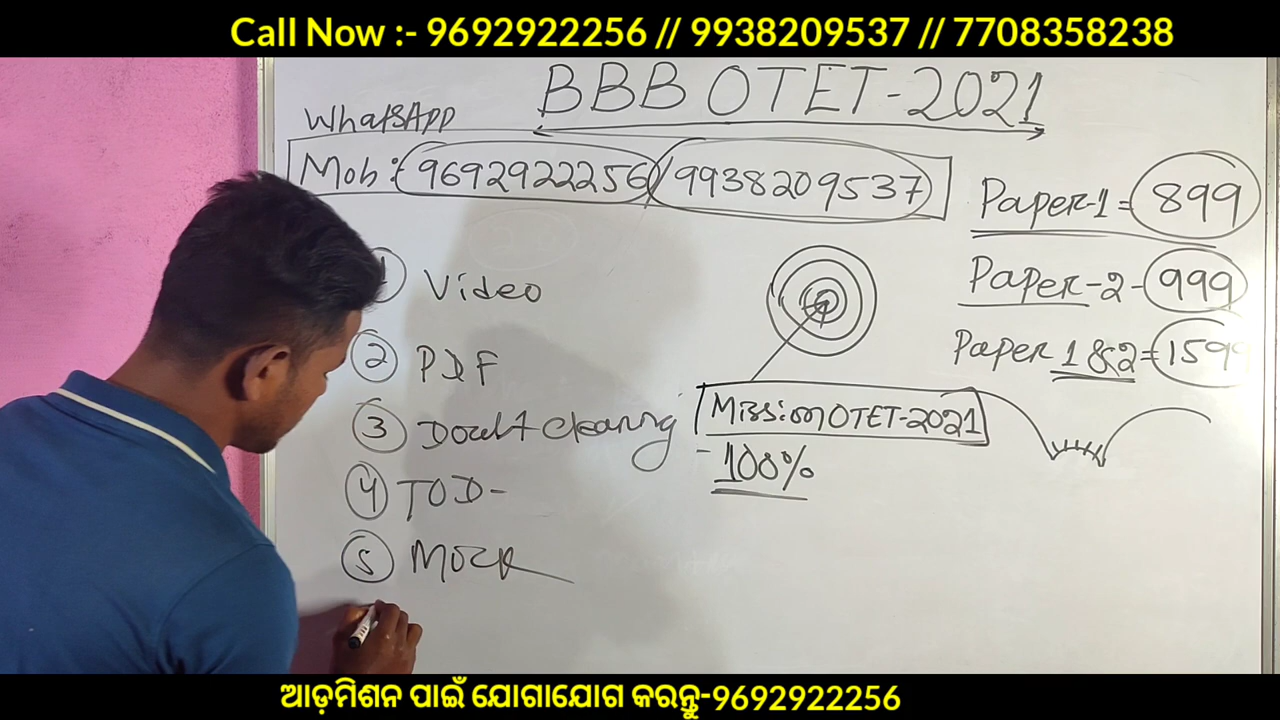 Call Now :- 9692922256 // 9938209537 // 7708358238
BBB OTET-2021
WhatsApp
Mob: 9692922256/9938209537
Paper-1 = 899
Paper-2 - 999
Paper 1 & 2 = 1599
1 Video
2 PDF
3 Doubt clearing
Mission OTET-2021
100%
4 TOD-
5 Mock
ଆଡ଼ମିଶନ ପାଇଁ ଯୋଗାଯୋଗ କରନ୍ତୁ-9692922256